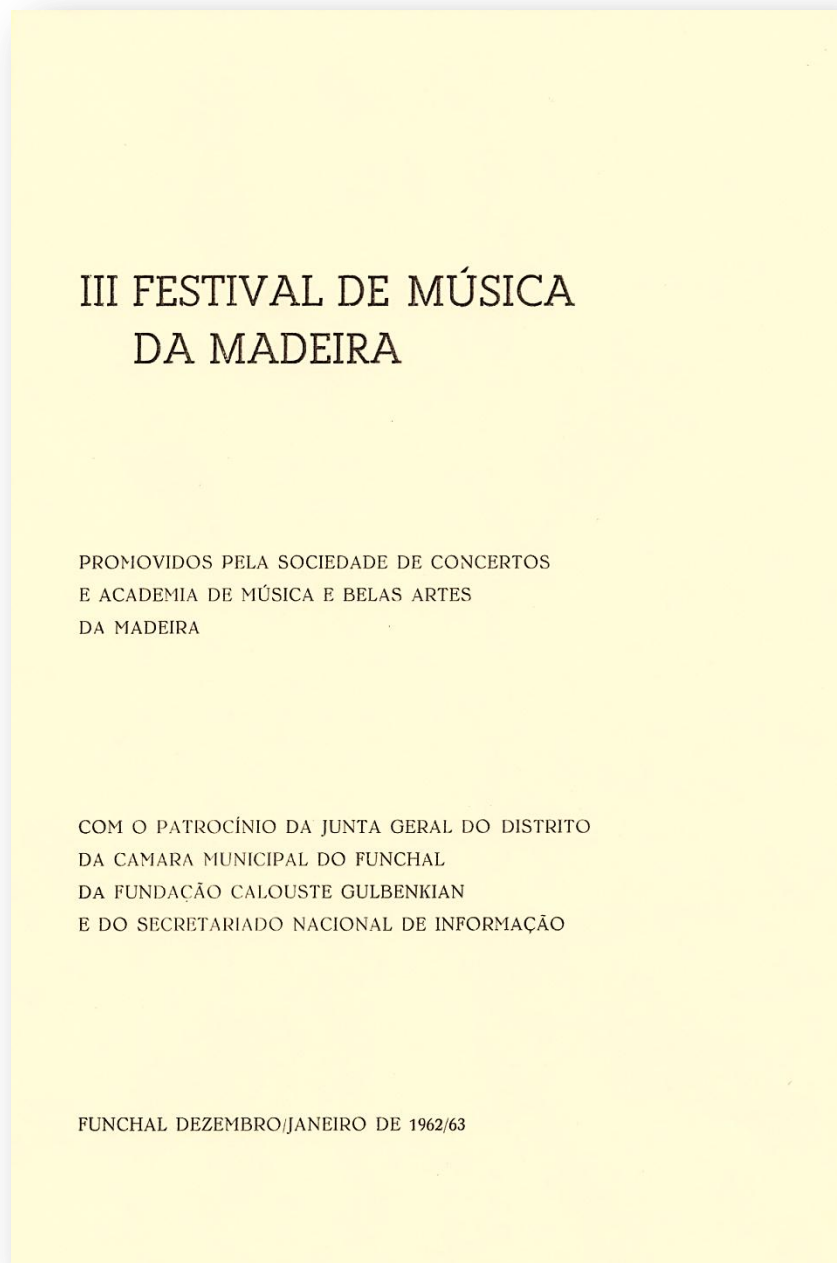 III FESTIVAL DE MÚSICA
DA MADEIRA
PROMOVIDOS PELA SOCIEDADE DE CONCERTOS
E ACADEMIA DE MÚSICA E BELAS ARTES
DA MADEIRA
COM O PATROCÍNIO DA JUNTA GERAL DO DISTRITO
DA CAMARA MUNICIPAL DO FUNCHAL
DA FUNDAÇÃO CALOUSTE GULBENKIAN
E DO SECRETARIADO NACIONAL DE INFORMAÇÃO
FUNCHAL DEZEMBRO/JANEIRO DE 1962/63